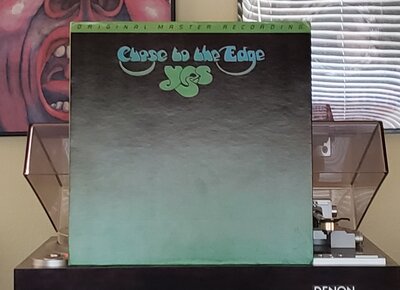 ORIGINAL MASTER RECORDING
Close to the Edge
Yes
DENON